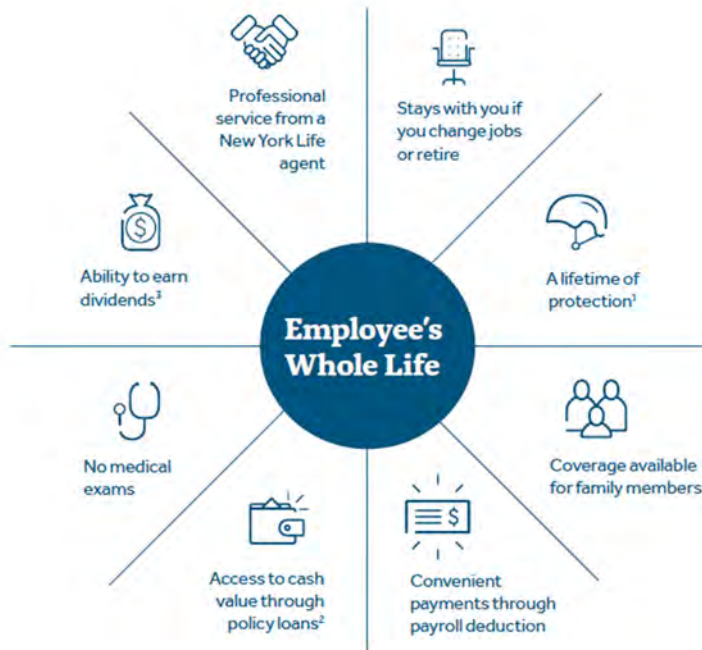 Professional
service from a
New York Life
agent
Stays with you if
you change jobs
or retire
Ability to earn
dividends³
A lifetime of
protection¹
Employee's
Whole Life
No medical
exams
Coverage available
for family members
Access to cash
value through
policy loans²
Convenient
payments through
payroll deduction